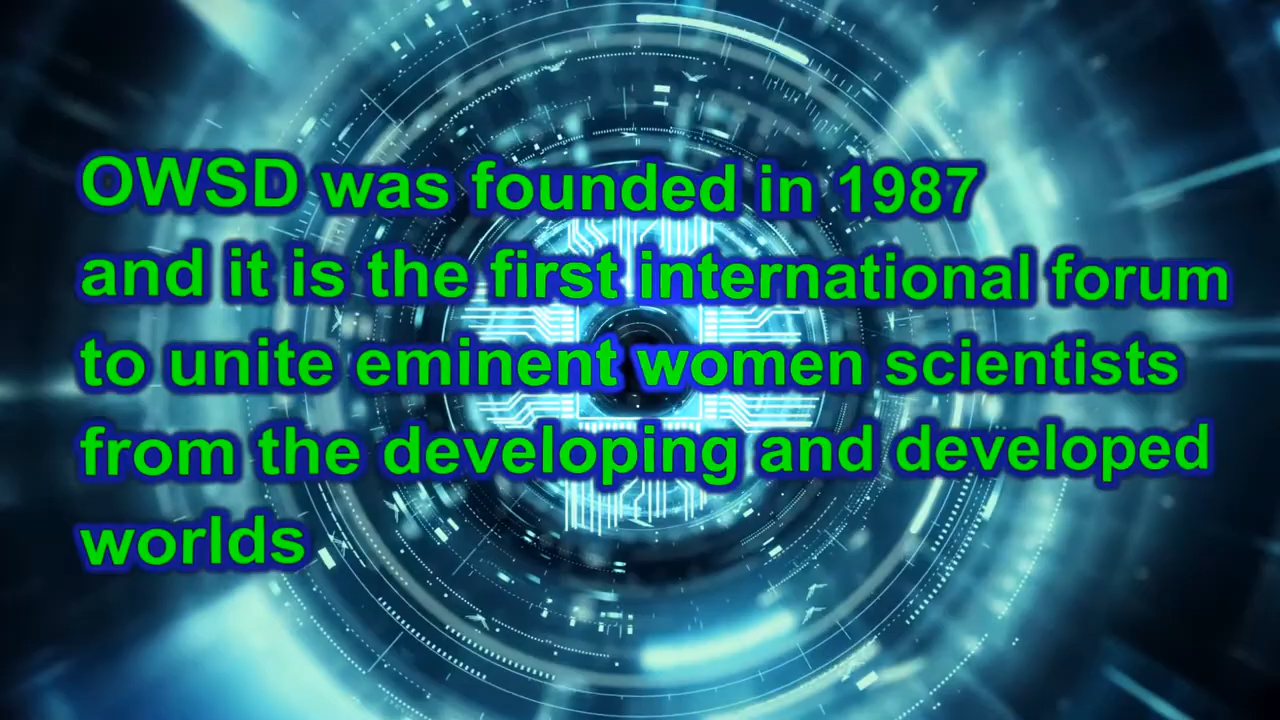 OWSD was founded in 1987
and it is the first international forum
to unite eminent women scientists
from the developing and developed
worlds